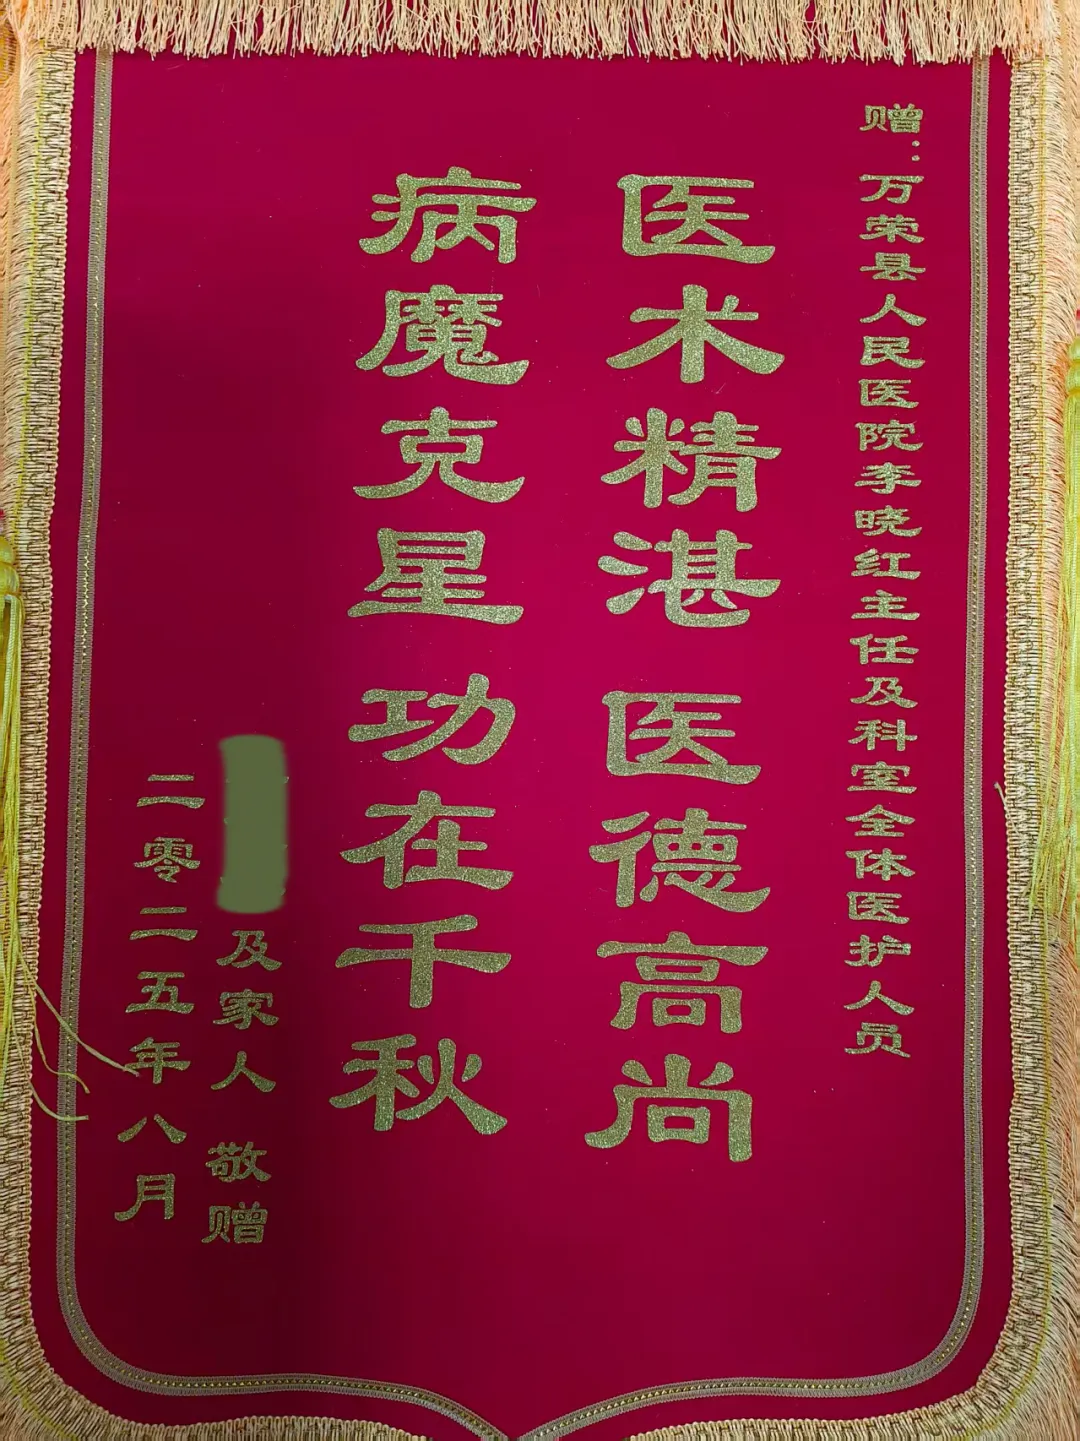 赠：万荣县人民医院李晓红主任及科室全体医护人员
医术精湛 医德高尚
病魔克星 功在千秋
及家人 敬赠
二零二五年八月